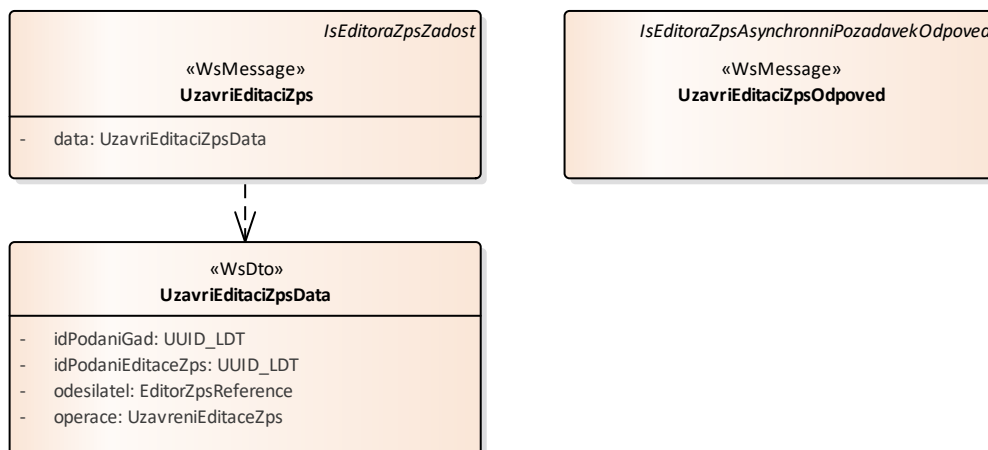 IsEditoraZpsZadost
«WsMessage»
UzavriEditaciZps
- data: UzavriEditaciZpsData
IsEditoraZpsAsynchronniPozadavekOdpoved
«WsMessage»
UzavriEditaciZpsOdpoved
«WsDto»
UzavriEditaciZpsData
- idPodaniGad: UUID_LDT
- idPodaniEditaceZps: UUID_LDT
- odesilatel: EditorZpsReference
- operace: UzavreniEditaceZps